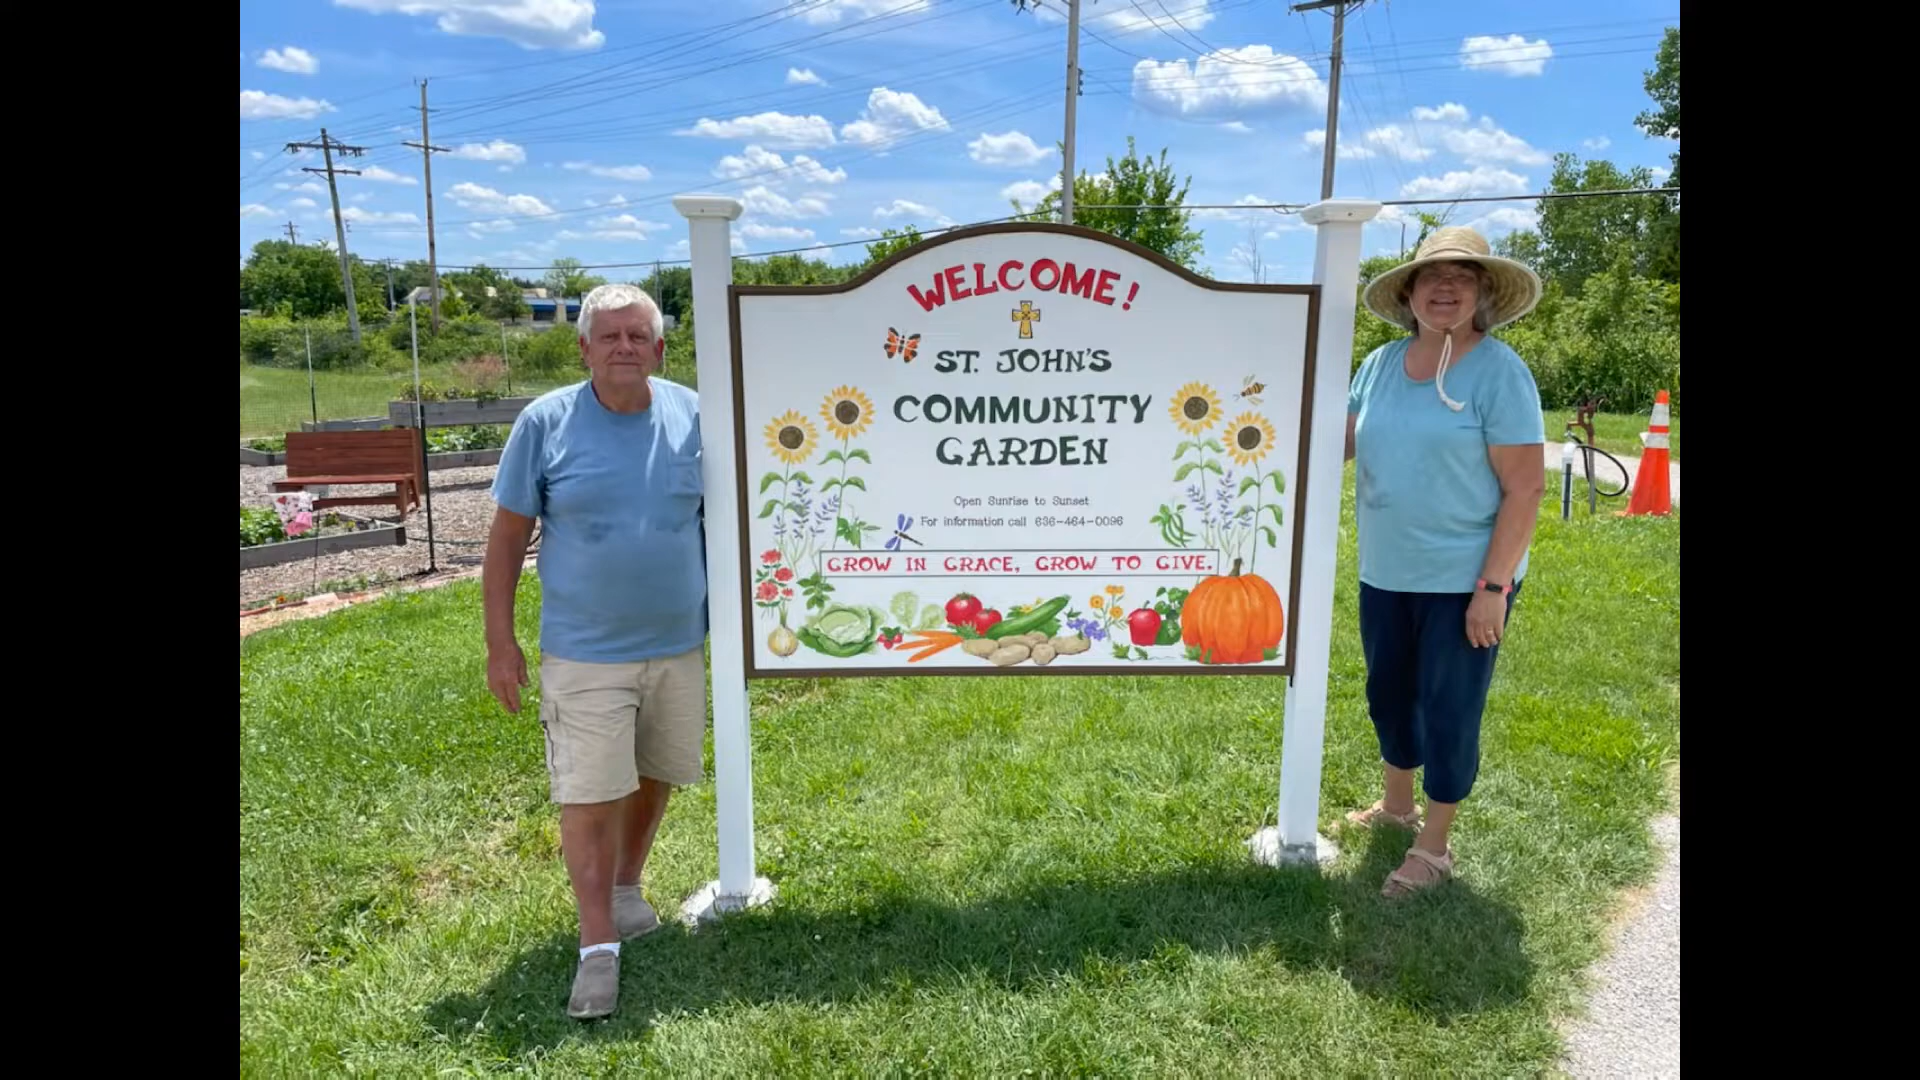 WELCOME!
ST. JOHN'S
COMMUNITY
GARDEN
Open Sunrise to Sunset
For information call 636-464-0096
GROW IN GRACE, GROW TO GIVE.